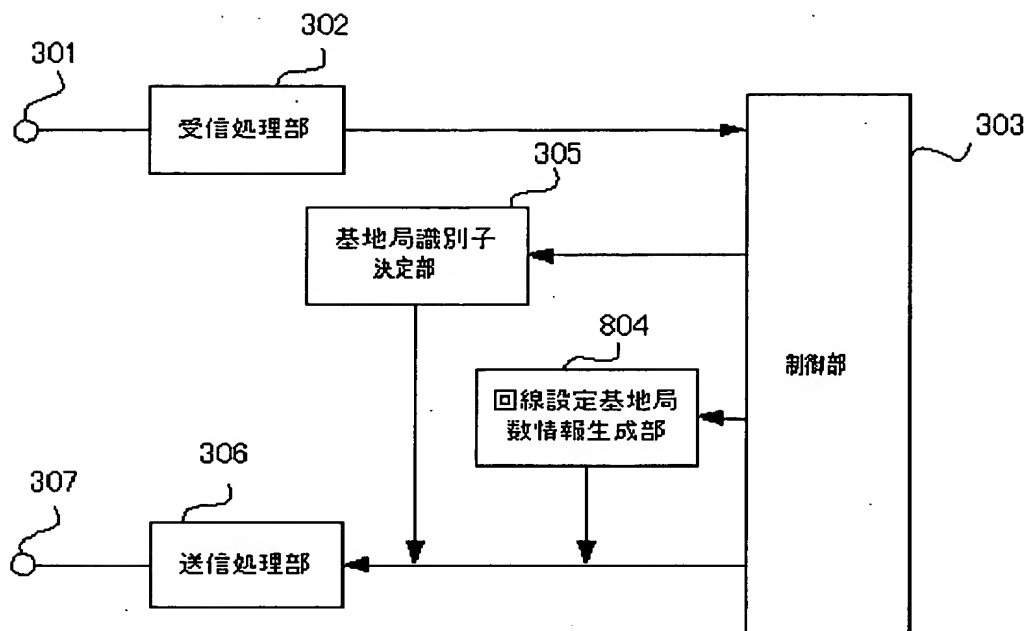 302
301
受信処理部
303
305
基地局識別子
決定部
804
制御部
回線設定基地局
数情報生成部
306
307
送信処理部